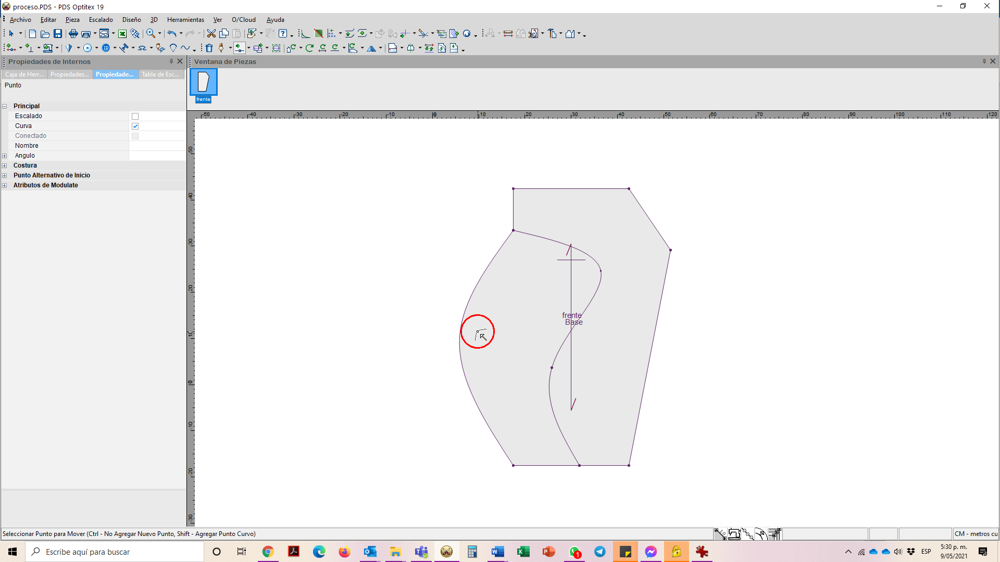 proceso.PDS - PDS Optitex 19
Archivo Editar Pieza Escalado Diseño 3D Herramientas Ver O/Cloud Ayuda
Propiedades de Internos
Ventana de Piezas
Caja de Herr... Propiedades... Propiedade... Tabla de Esc...
Punto
frente
Principal
Escalado
Curva
Conectado
Nombre
Angulo
Costura
Punto Alternativo de Inicio
Atributos de Modulate
-50 -40 -30 -20 -10 0 10 20 30 40 50 60 70 80 90 100 110 120
50
40
30
20
10
0
-10
-20
-30
frente
Base
Seleccionar Punto para Mover (Ctrl - No Agregar Nuevo Punto, Shift - Agregar Punto Curvo)
CM - metros cu
Escribe aquí para buscar
1
ESP
5:30 p. m.
9/05/2021